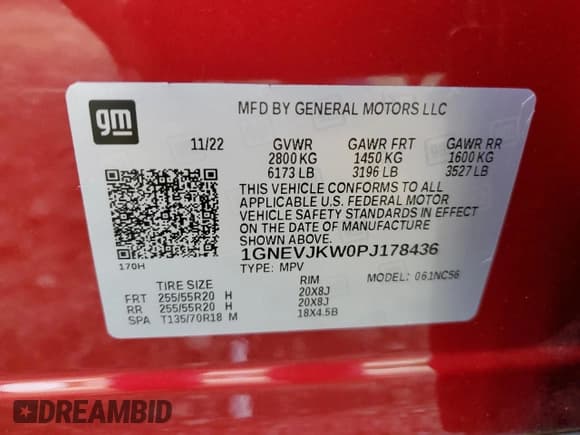 gm
MFD BY GENERAL MOTORS LLC
11/22 GVWR GAWR FRT GAWR RR
2800 KG 1450 KG 1600 KG
6173 LB 3196 LB 3527 LB
THIS VEHICLE CONFORMS TO ALL
APPLICABLE U.S. FEDERAL MOTOR
VEHICLE SAFETY STANDARDS IN EFFECT
ON THE DATE OF MANUFACTURE
SHOWN ABOVE.
170H
1GNEVJKW0PJ178436
TYPE: MPV MODEL: 061NC56
TIRE SIZE RIM
FRT 255/55R20 H 20X8J
RR 255/55R20 H 20X8J
SPA T135/70R18 M 18X4.5B
DREAMBID